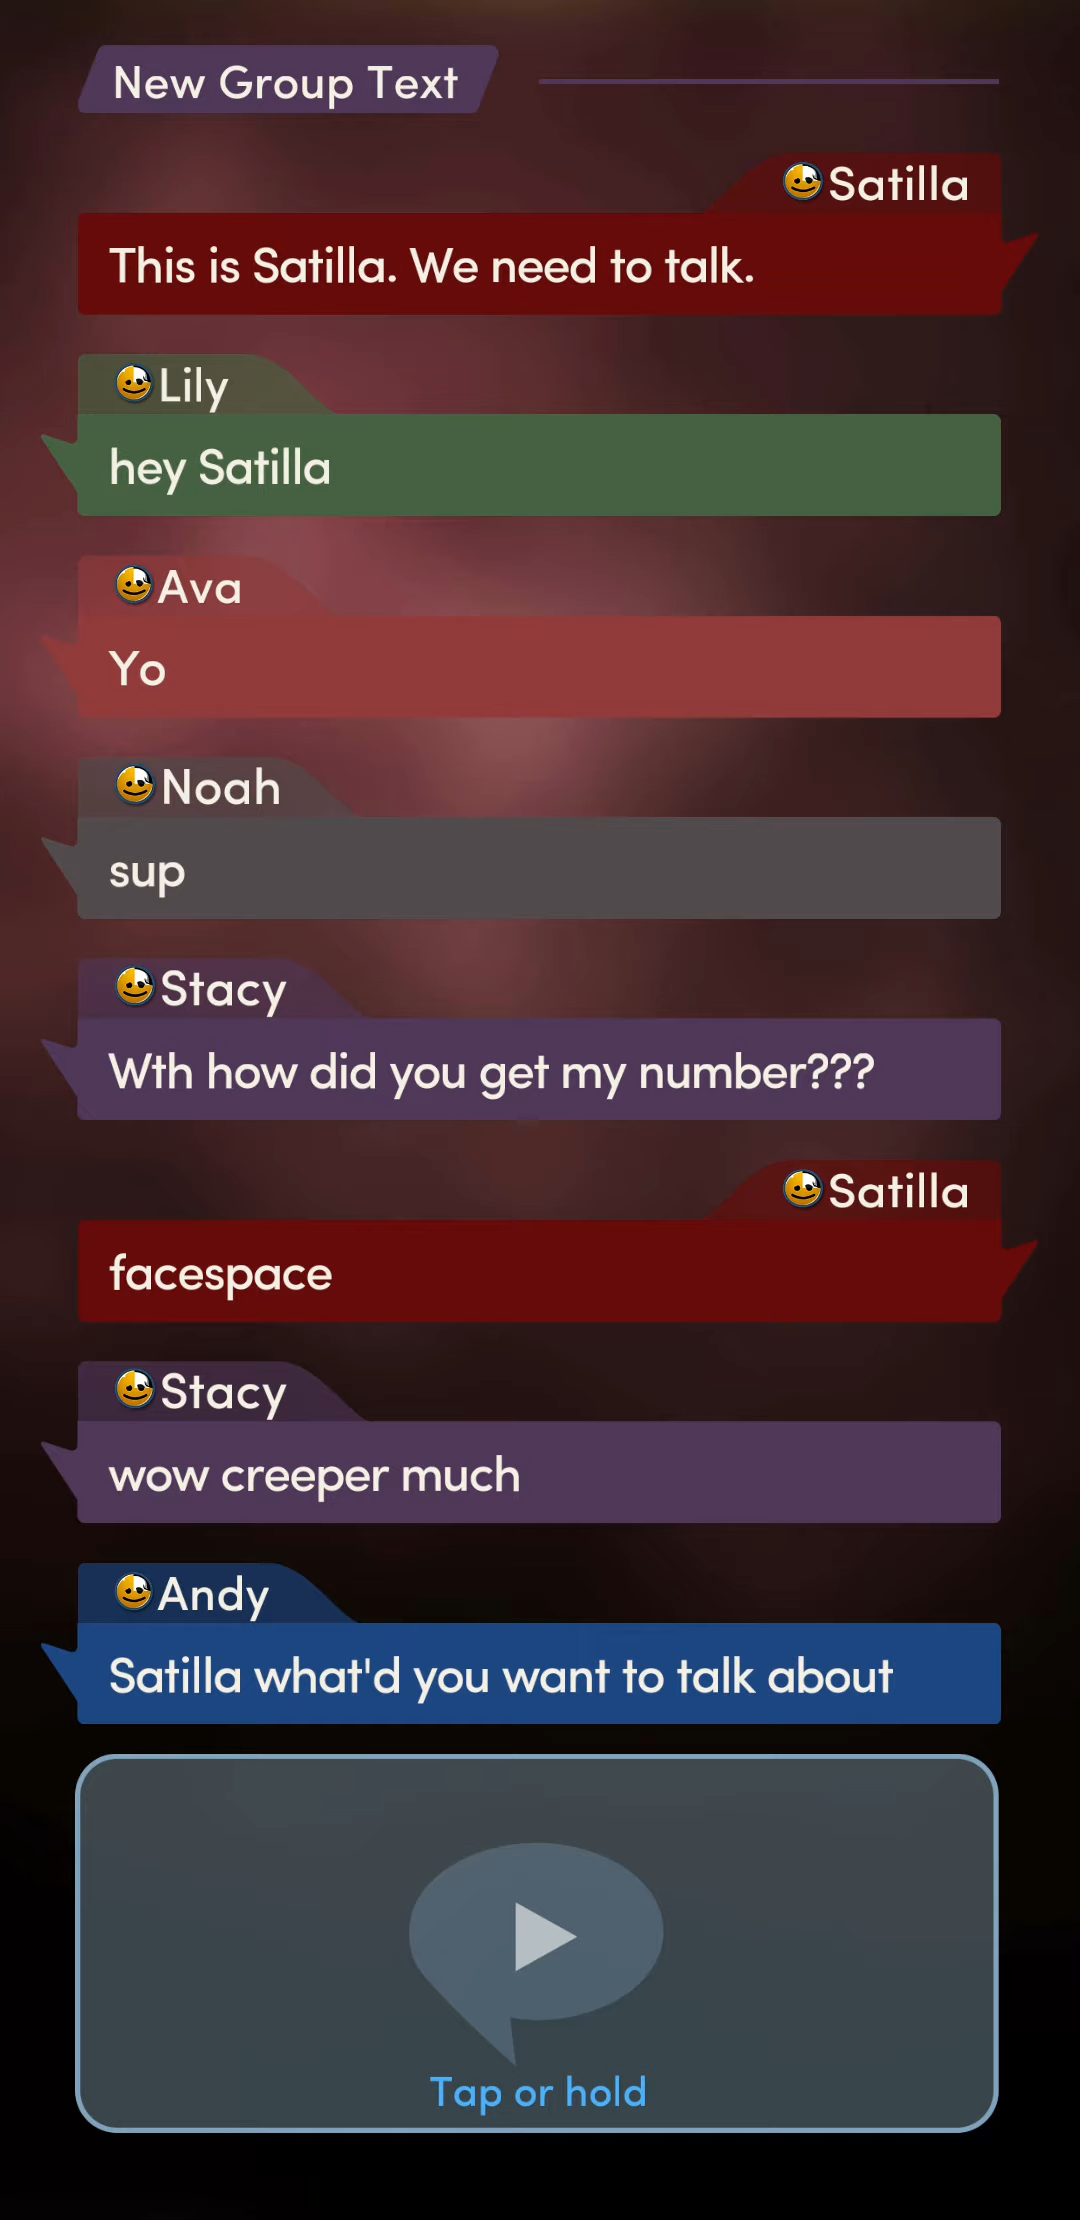 New Group Text
Satilla
This is Satilla. We need to talk.
Lily
hey Satilla
Ava
Yo
Noah
sup
Stacy
Wth how did you get my number???
Satilla
facespace
Stacy
wow creeper much
Andy
Satilla what'd you want to talk about
Tap or hold